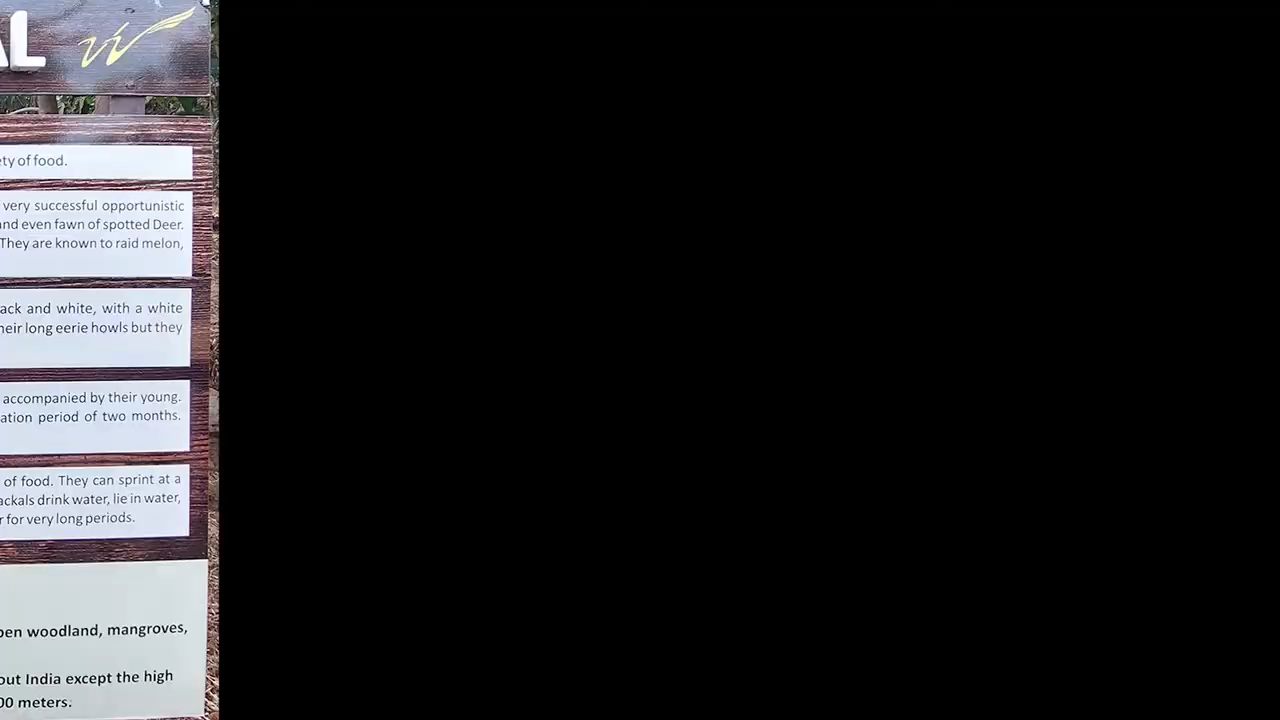 ety of food.
very successful opportunistic
and even fawn of spotted Deer.
They are known to raid melon,
ack and white, with a white
heir long eerie howls but they
accompanied by their young.
ation period of two months.
of food. They can sprint at a
ackals drink water, lie in water,
r for very long periods.
pen woodland, mangroves,
out India except the high
00 meters.